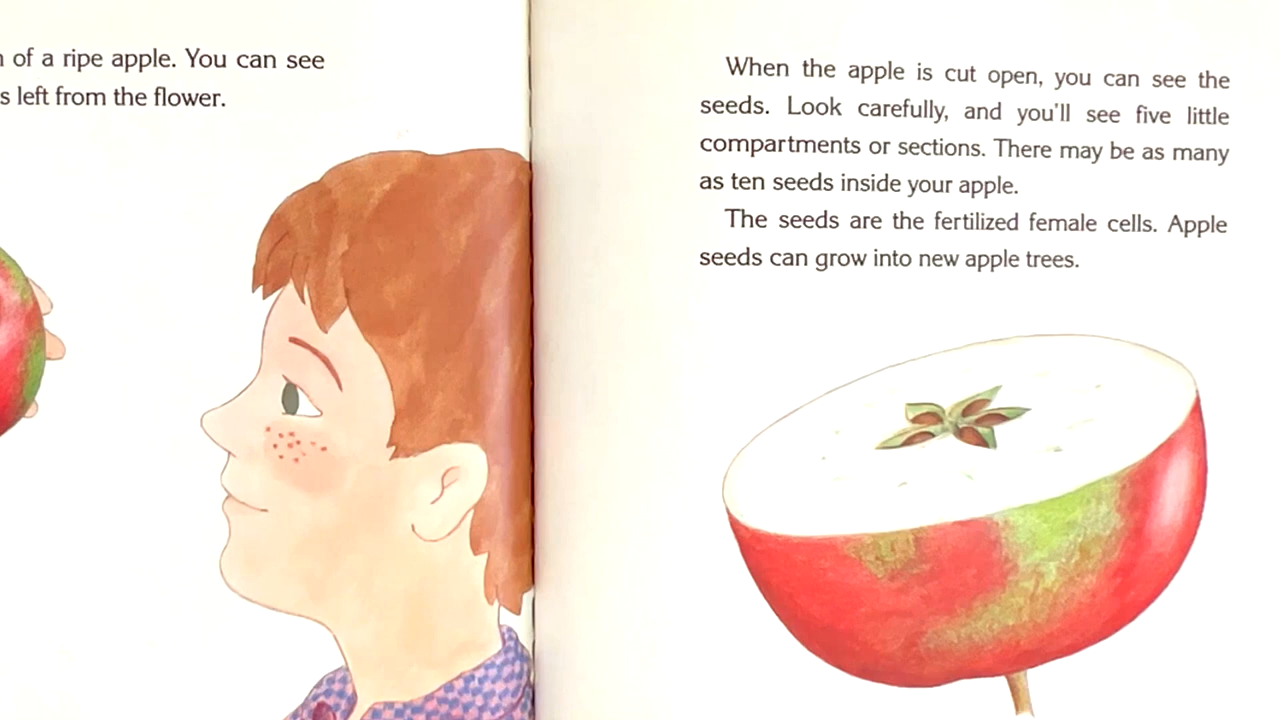 of a ripe apple. You can see
left from the flower.
When the apple is cut open, you can see the
seeds. Look carefully, and you'll see five little
compartments or sections. There may be as many
as ten seeds inside your apple.
The seeds are the fertilized female cells. Apple
seeds can grow into new apple trees.